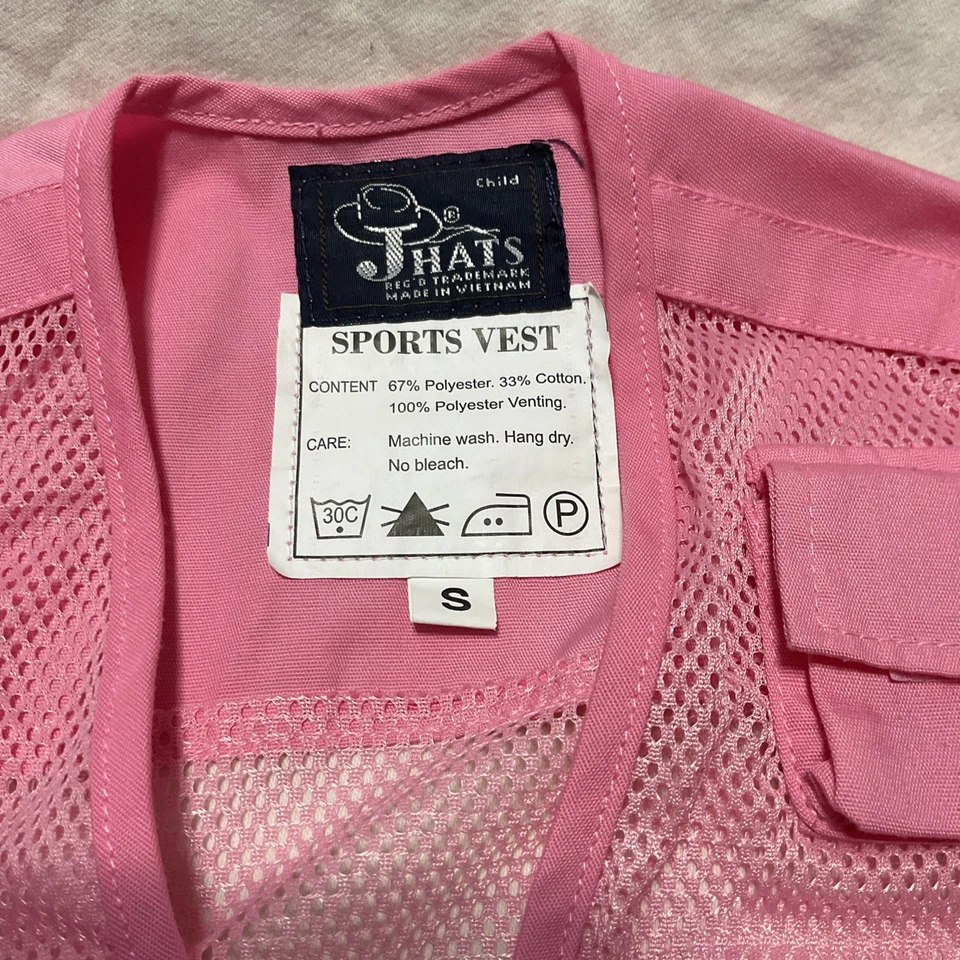 Child
®
JHATS
REG'D TRADEMARK
MADE IN VIETNAM
SPORTS VEST
CONTENT 67% Polyester. 33% Cotton.
100% Polyester Venting.
CARE: Machine wash. Hang dry.
No bleach.
30C P
S